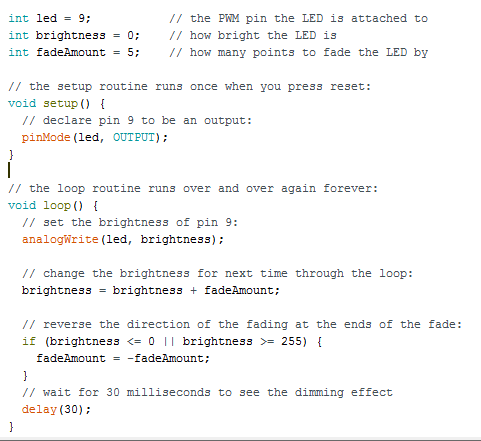 int led = 9;           // the PWM pin the LED is attached to
int brightness = 0;    // how bright the LED is
int fadeAmount = 5;    // how many points to fade the LED by

// the setup routine runs once when you press reset:
void setup() {
  // declare pin 9 to be an output:
  pinMode(led, OUTPUT);
}

// the loop routine runs over and over again forever:
void loop() {
  // set the brightness of pin 9:
  analogWrite(led, brightness);

  // change the brightness for next time through the loop:
  brightness = brightness + fadeAmount;

  // reverse the direction of the fading at the ends of the fade:
  if (brightness <= 0 || brightness >= 255) {
    fadeAmount = -fadeAmount;
  }
  // wait for 30 milliseconds to see the dimming effect
  delay(30);
}